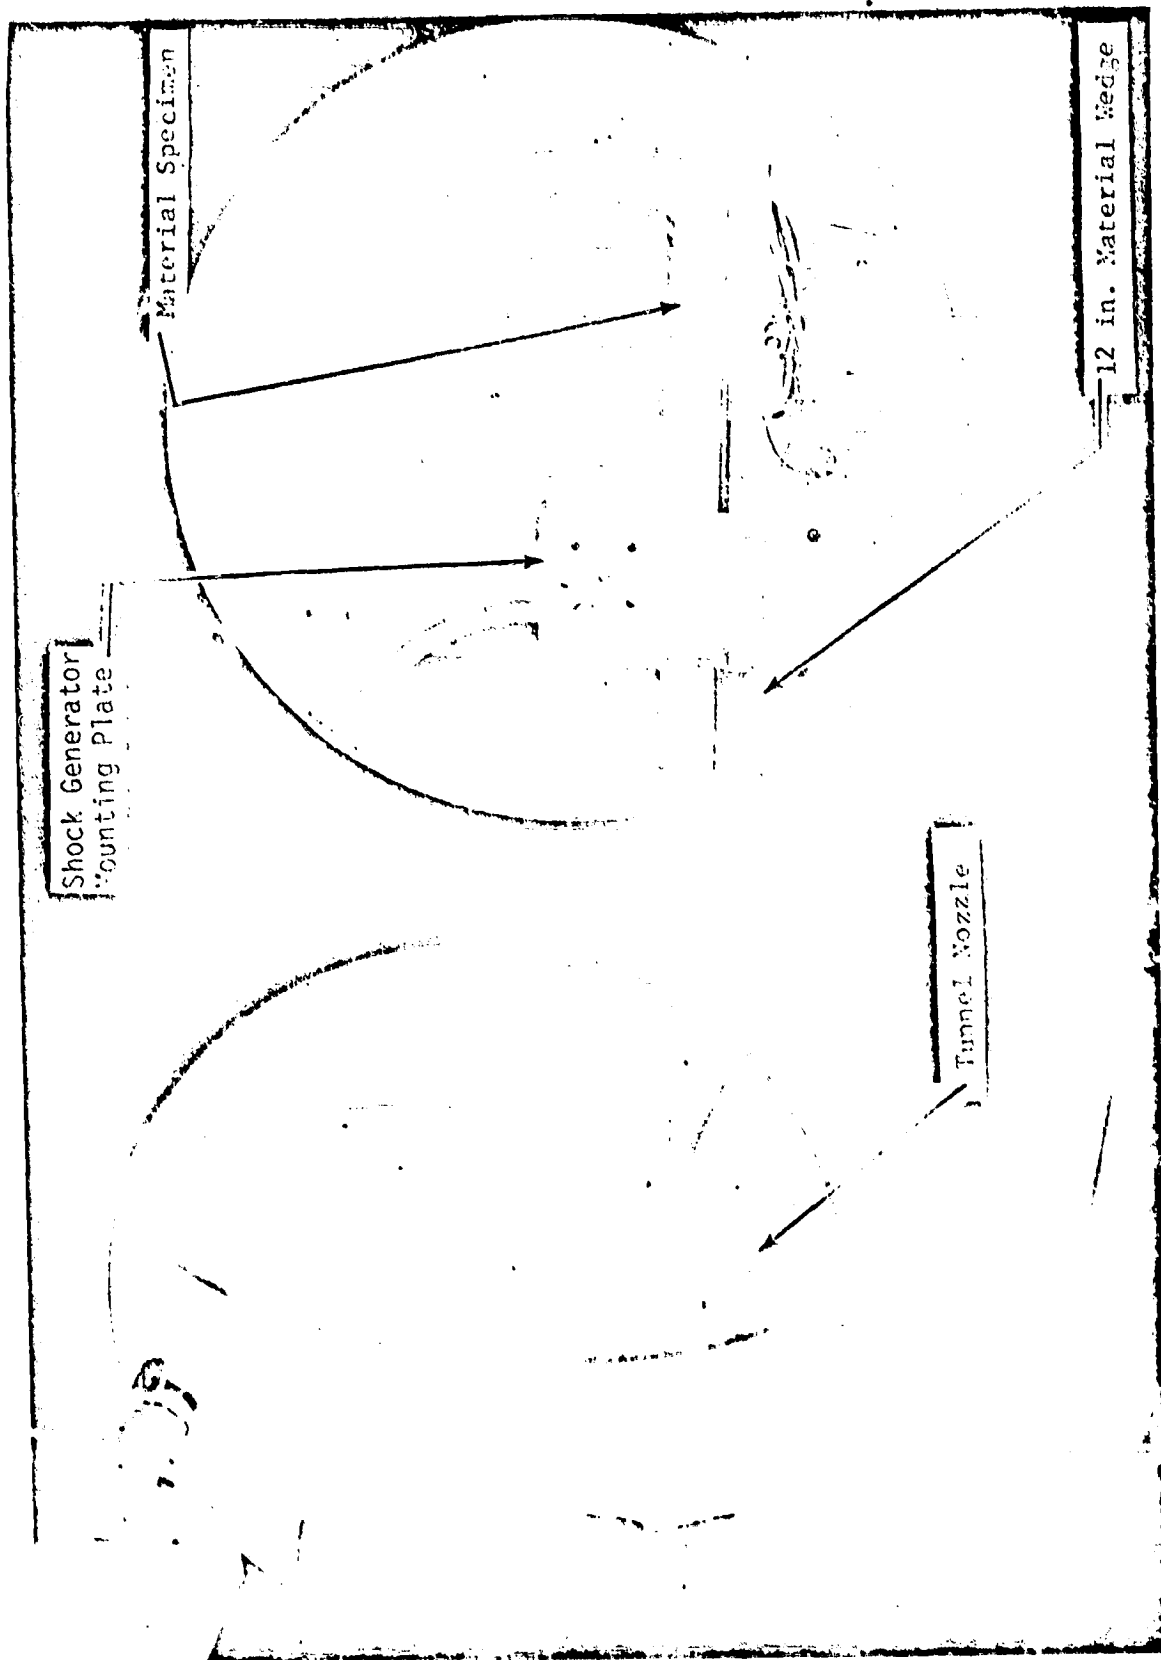 Shock Generator
Mounting Plate
Material Specimen
Tunnel Nozzle
12 in. Material Wedge